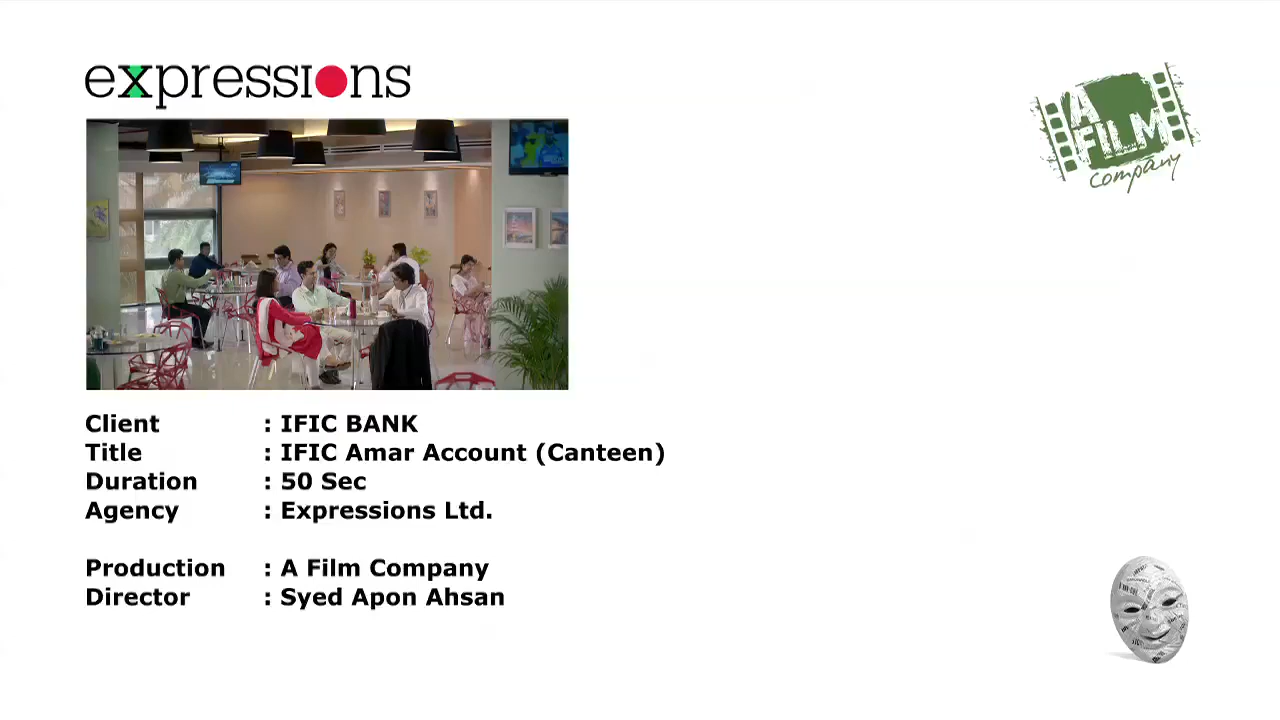 expressions
A
FILM
company
Client : IFIC BANK
Title : IFIC Amar Account (Canteen)
Duration : 50 Sec
Agency : Expressions Ltd.
Production : A Film Company
Director : Syed Apon Ahsan